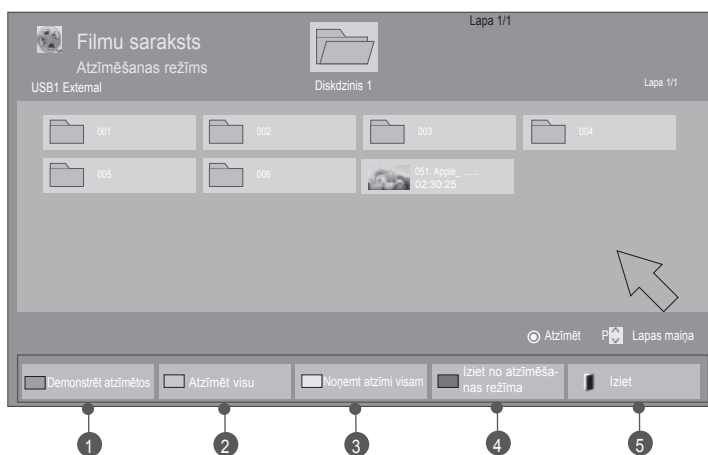 Lapa 1/1
Filmu saraksts
Atzīmēšanas režīms
USB1 External
Diskdzinis 1
Lapa 1/1
001
002
003
004
005
006
051. Apple_ ......
02:30:25
Atzīmēt
P
Lapas maiņa
Demonstrēt atzīmētos
Atzīmēt visu
Noņemt atzīmi visam
Iziet no atzīmēša-
nas režīma
Iziet
1
2
3
4
5